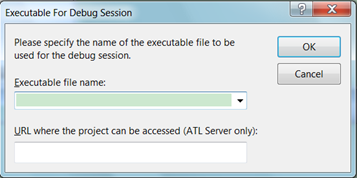 Executable For Debug Session
Please specify the name of the executable file to be
used for the debug session.
OK
Cancel
Executable file name:
URL where the project can be accessed (ATL Server only):